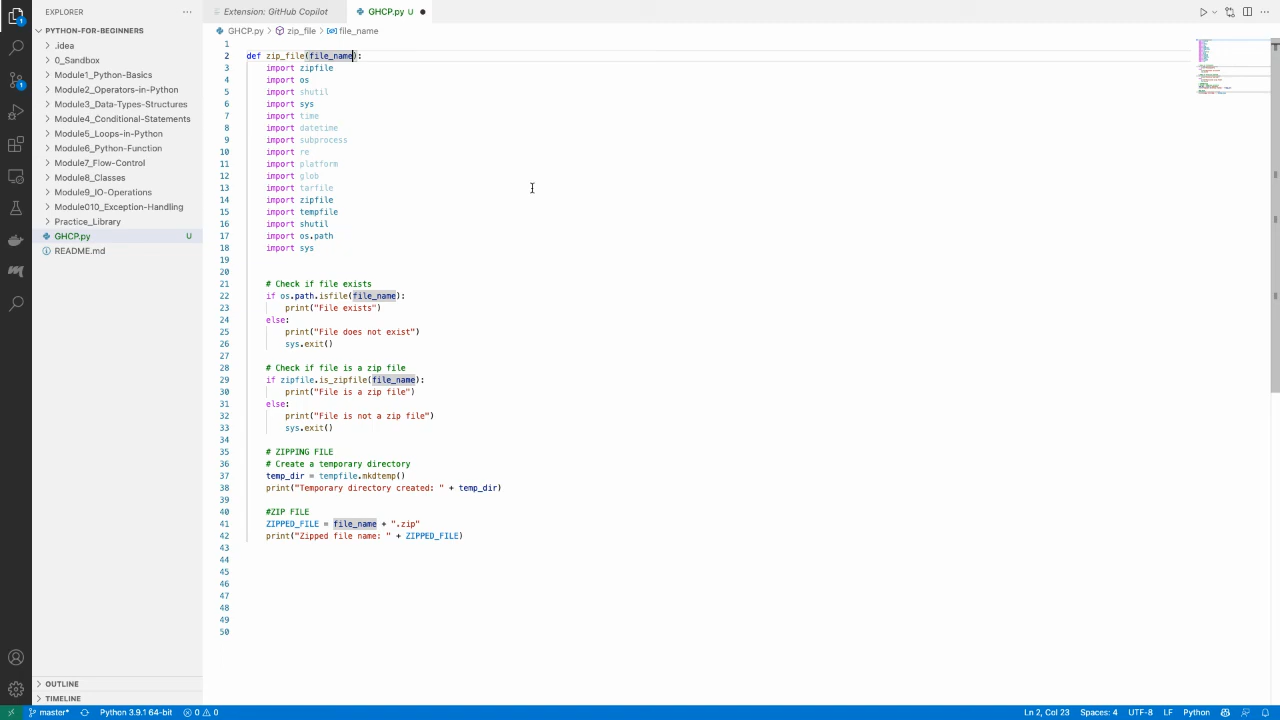 EXPLORER
PYTHON-FOR-BEGINNERS
.idea
0_Sandbox
Module1_Python-Basics
Module2_Operators-in-Python
Module3_Data-Types-Structures
Module4_Conditional-Statements
Module5_Loops-in-Python
Module6_Python-Function
Module7_Flow-Control
Module8_Classes
Module9_IO-Operations
Module010_Exception-Handling
Practice_Library
GHCP.py U
README.md
OUTLINE
TIMELINE
Extension: GitHub Copilot
GHCP.py U
GHCP.py > zip_file > file_name
1
2 def zip_file(file_name):
3 import zipfile
4 import os
5 import shutil
6 import sys
7 import time
8 import datetime
9 import subprocess
10 import re
11 import platform
12 import glob
13 import tarfile
14 import zipfile
15 import tempfile
16 import shutil
17 import os.path
18 import sys
19
20
21 # Check if file exists
22 if os.path.isfile(file_name):
23 print("File exists")
24 else:
25 print("File does not exist")
26 sys.exit()
27
28 # Check if file is a zip file
29 if zipfile.is_zipfile(file_name):
30 print("File is a zip file")
31 else:
32 print("File is not a zip file")
33 sys.exit()
34
35 # ZIPPING FILE
36 # Create a temporary directory
37 temp_dir = tempfile.mkdtemp()
38 print("Temporary directory created: " + temp_dir)
39
40 #ZIP FILE
41 ZIPPED_FILE = file_name + ".zip"
42 print("Zipped file name: " + ZIPPED_FILE)
43
44
45
46
47
48
49
50
master* Python 3.9.1 64-bit 0 0 Ln 2, Col 23 Spaces: 4 UTF-8 LF Python